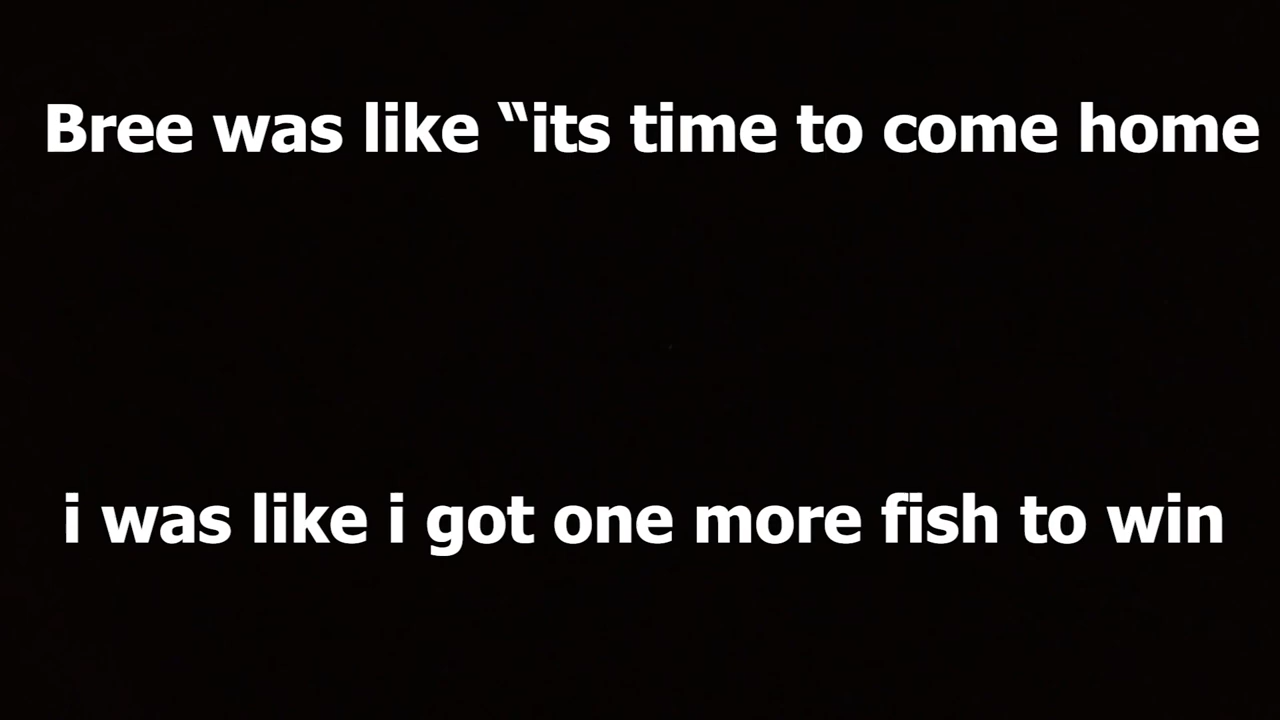 Bree was like “its time to come home
i was like i got one more fish to win